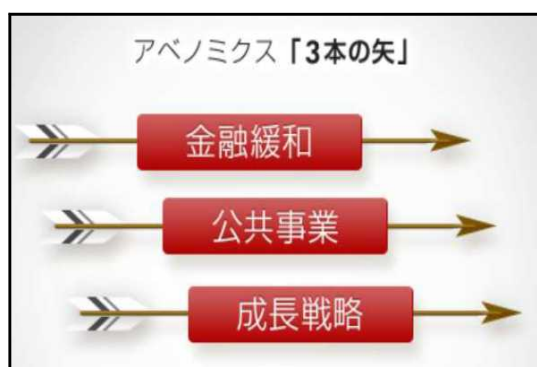 アベノミクス「3本の矢」
金融緩和
公共事業
成長戦略